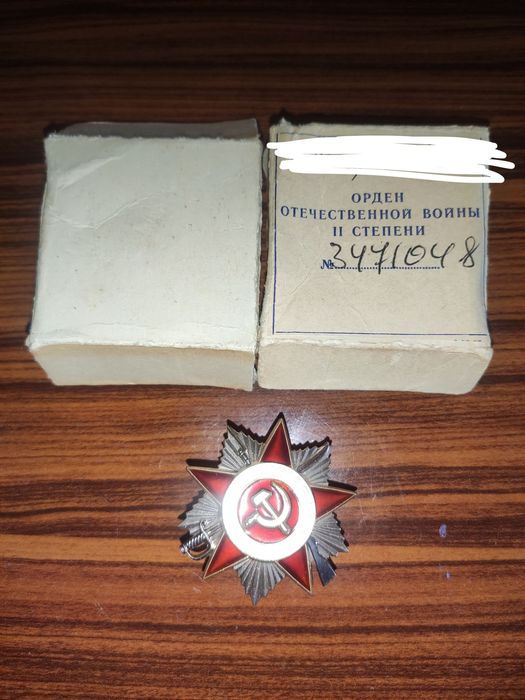 ОРДЕН
ОТЕЧЕСТВЕННОЙ ВОЙНЫ
II СТЕПЕНИ
№ 3471048